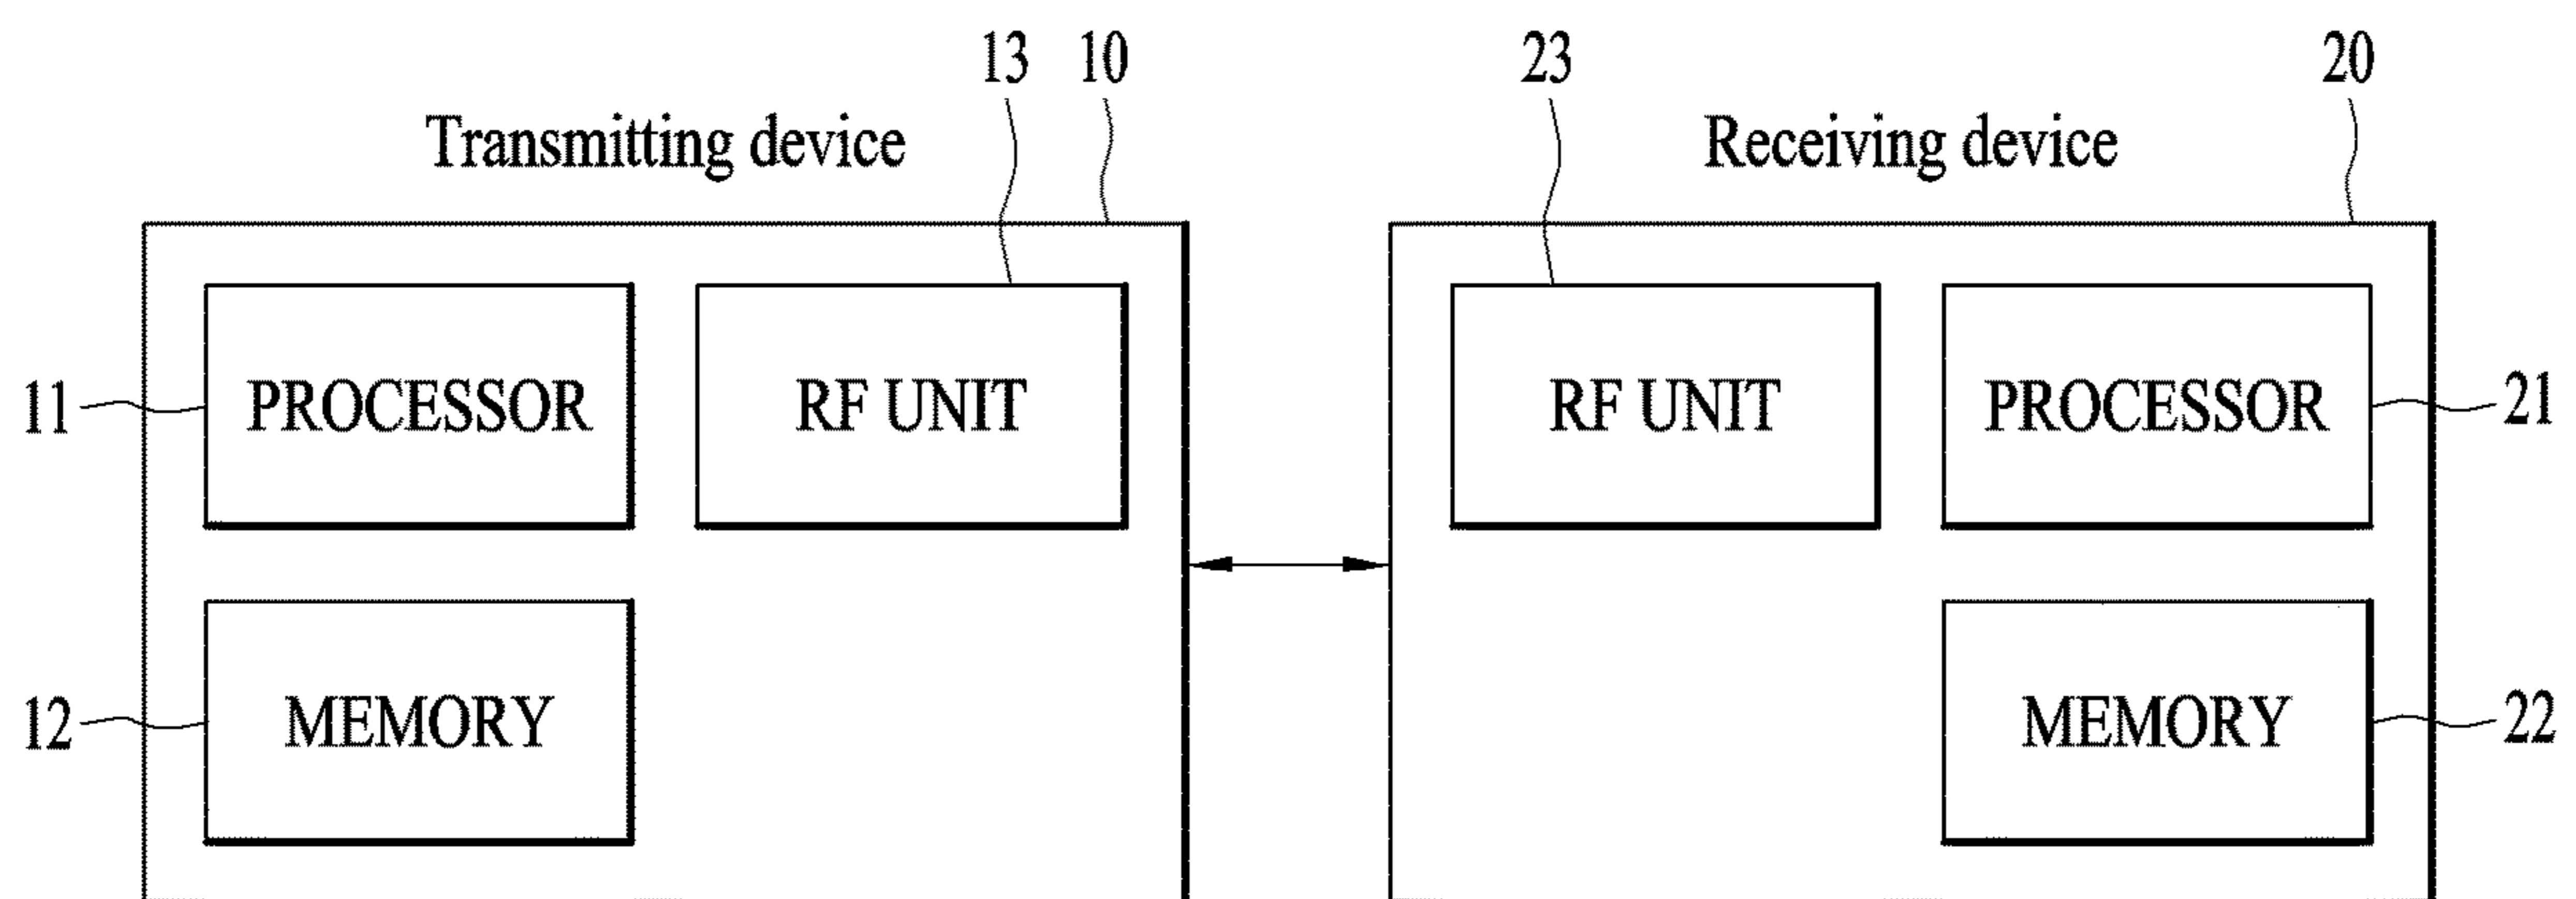 13 10 23 20
Transmitting device Receiving device
11 PROCESSOR RF UNIT RF UNIT PROCESSOR 21
12 MEMORY MEMORY 22